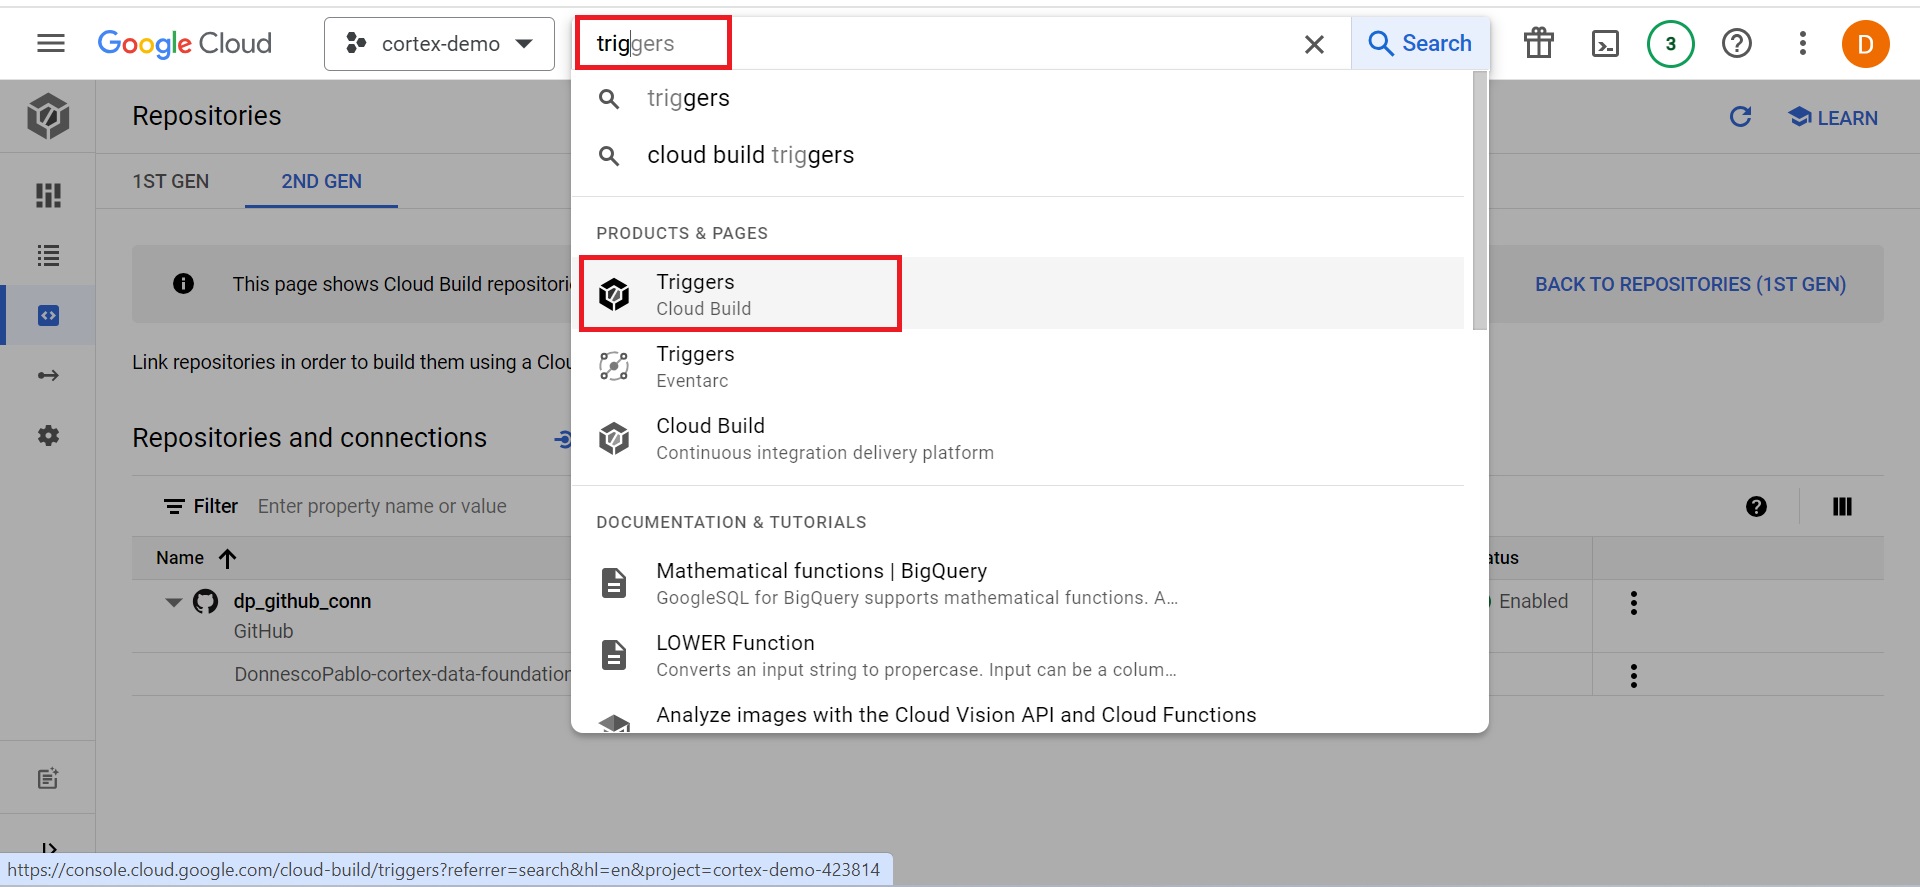 Google Cloud
cortex-demo
triggers
Search
3
D
triggers
cloud build triggers
Repositories
LEARN
1ST GEN
2ND GEN
PRODUCTS & PAGES
Triggers
Cloud Build
This page shows Cloud Build repositori
BACK TO REPOSITORIES (1ST GEN)
Triggers
Eventarc
Link repositories in order to build them using a Clou
Cloud Build
Continuous integration delivery platform
Repositories and connections
Filter Enter property name or value
DOCUMENTATION & TUTORIALS
Name
atus
Mathematical functions | BigQuery
GoogleSQL for BigQuery supports mathematical functions. A...
dp_github_conn
GitHub
Enabled
LOWER Function
Converts an input string to propercase. Input can be a colum...
DonnescoPablo-cortex-data-foundation
Analyze images with the Cloud Vision API and Cloud Functions
https://console.cloud.google.com/cloud-build/triggers?referrer=search&hl=en&project=cortex-demo-423814